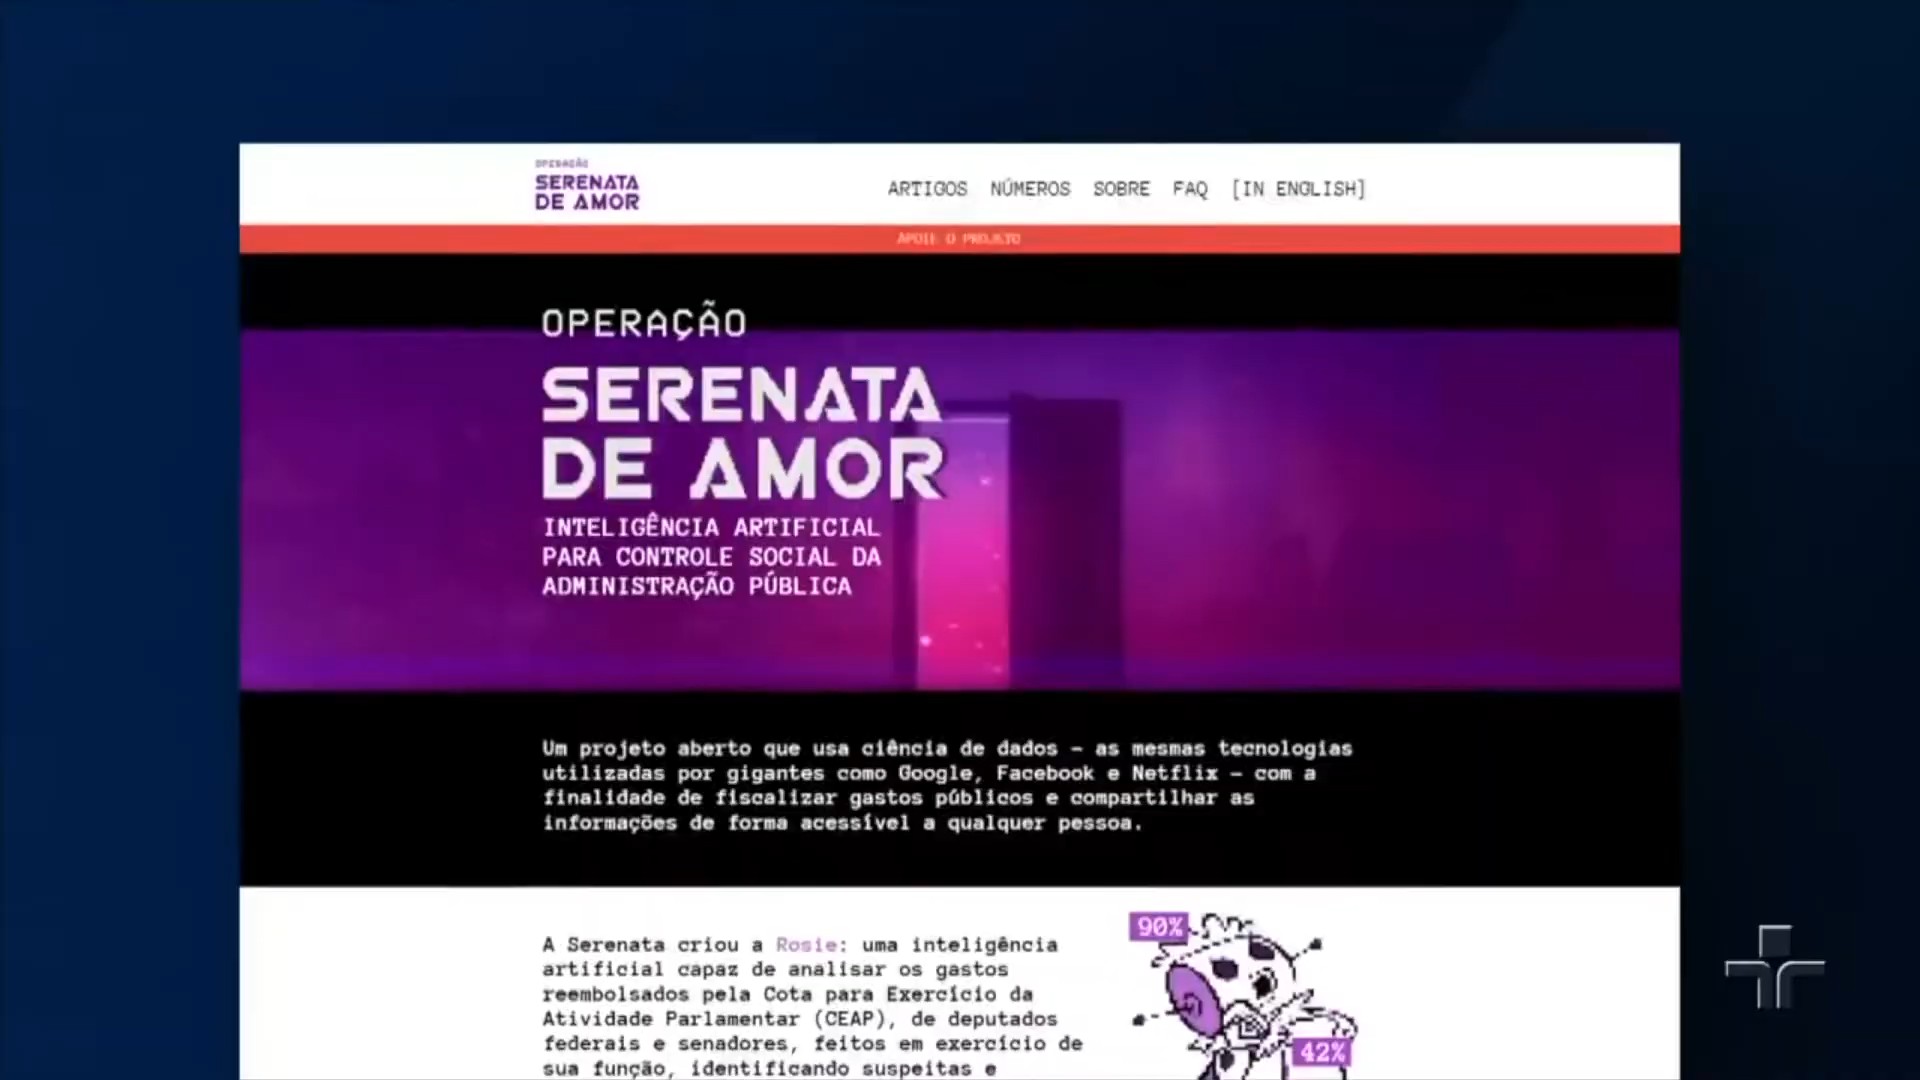 OPERAÇÃO
SERENATA
DE AMOR
ARTIGOS NÚMEROS SOBRE FAQ [IN ENGLISH]
APOIE O PROJETO
OPERAÇÃO
SERENATA
DE AMOR
INTELIGÊNCIA ARTIFICIAL
PARA CONTROLE SOCIAL DA
ADMINISTRAÇÃO PÚBLICA
Um projeto aberto que usa ciência de dados - as mesmas tecnologias
utilizadas por gigantes como Google, Facebook e Netflix - com a
finalidade de fiscalizar gastos públicos e compartilhar as
informações de forma acessível a qualquer pessoa.
A Serenata criou a Rosie: uma inteligência
artificial capaz de analisar os gastos
reembolsados pela Cota para Exercício da
Atividade Parlamentar (CEAP), de deputados
federais e senadores, feitos em exercício de
sua função, identificando suspeitas e
90%
42%